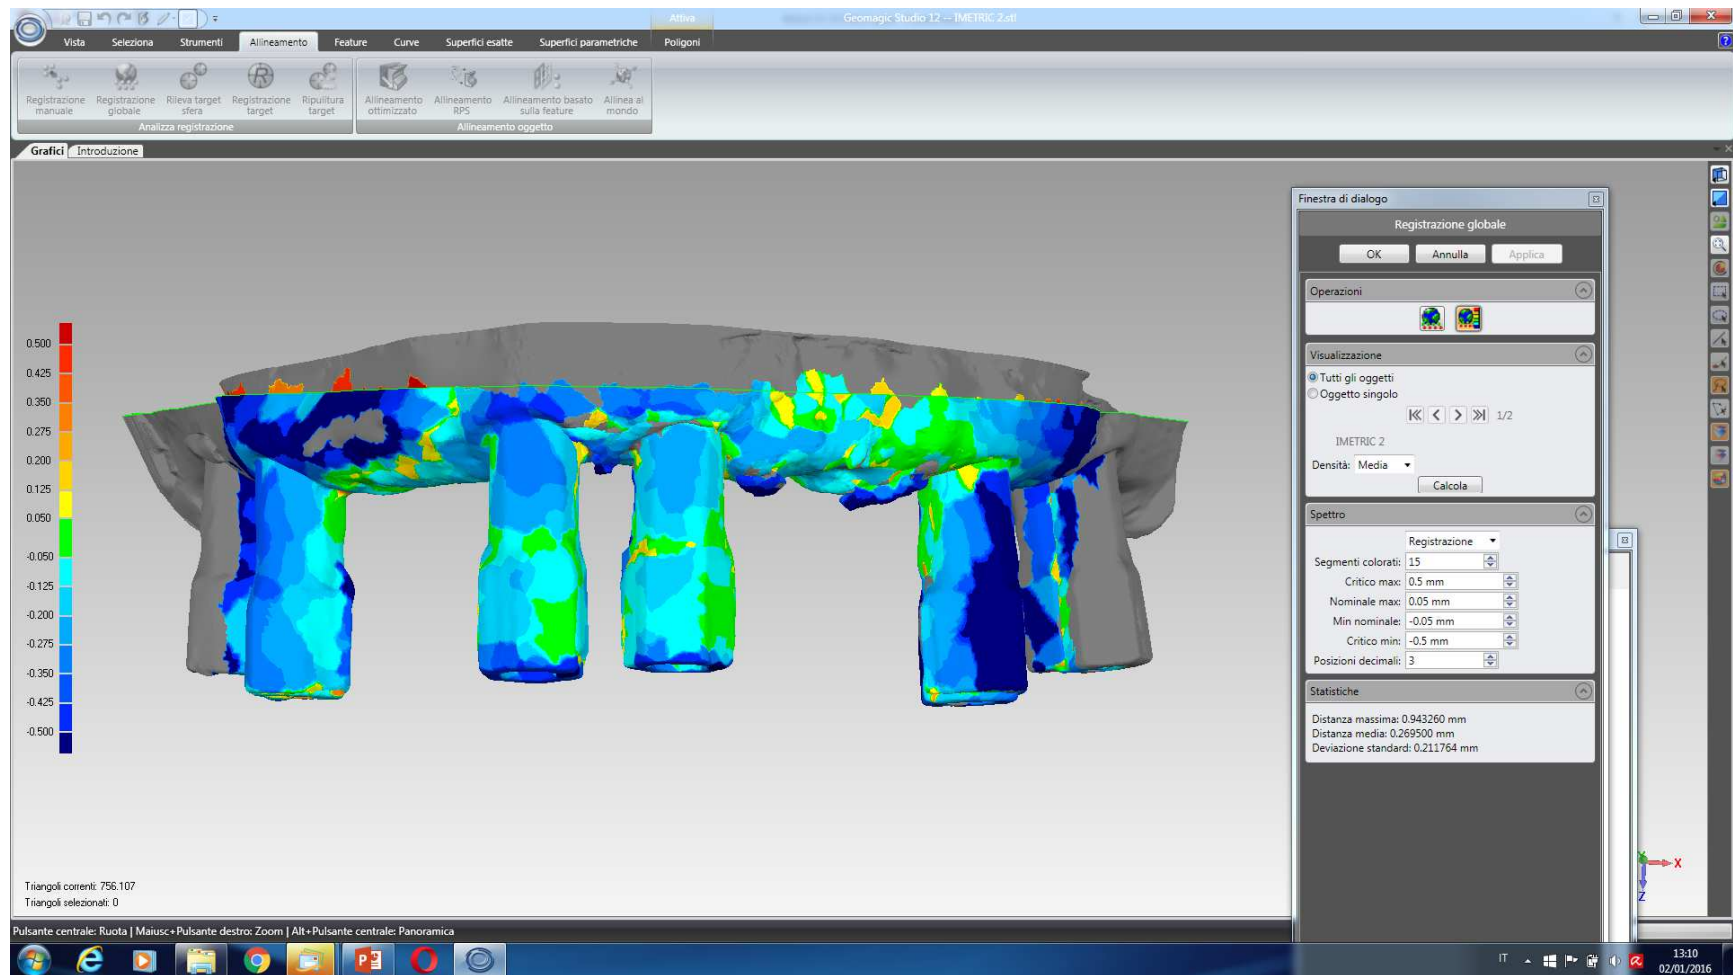 Attiva
Geomagic Studio 12 -- IMETRIC 2.stl
Vista Seleziona Strumenti Allineamento Feature Curve Superfici esatte Superfici parametriche Poligoni
Registrazione manuale
Registrazione globale
Rileva target sfera
Registrazione target
Ripulitura target
Allineamento ottimizzato
Allineamento RPS
Allineamento basato sulla feature
Allinea al mondo
Analizza registrazione
Allineamento oggetto
Grafici Introduzione
0.500
0.425
0.350
0.275
0.200
0.125
0.050
-0.050
-0.125
-0.200
-0.275
-0.350
-0.425
-0.500
Finestra di dialogo
Registrazione globale
OK Annulla Applica
Operazioni
Visualizzazione
Tutti gli oggetti
Oggetto singolo
1/2
IMETRIC 2
Densità: Media
Calcola
Spettro
Registrazione
Segmenti colorati: 15
Critico max: 0.5 mm
Nominale max: 0.05 mm
Min nominale: -0.05 mm
Critico min: -0.5 mm
Posizioni decimali: 3
Statistiche
Distanza massima: 0.943260 mm
Distanza media: 0.269500 mm
Deviazione standard: 0.211764 mm
X
Y
Z
Triangoli correnti: 756.107
Triangoli selezionati: 0
Pulsante centrale: Ruota | Maiusc+Pulsante destro: Zoom | Alt+Pulsante centrale: Panoramica
IT
13:10
02/01/2016